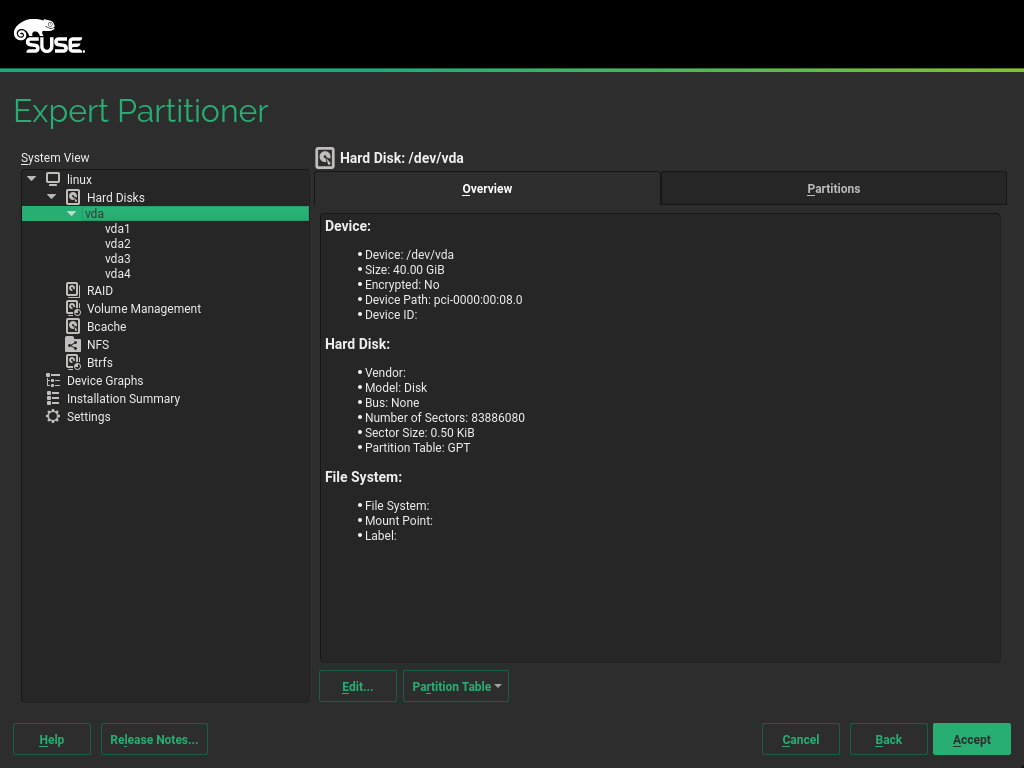 SUSE.
Expert Partitioner
System View
linux
Hard Disks
vda
vda1
vda2
vda3
vda4
RAID
Volume Management
Bcache
NFS
Btrfs
Device Graphs
Installation Summary
Settings
Hard Disk: /dev/vda
Overview
Partitions
Device:
• Device: /dev/vda
• Size: 40.00 GiB
• Encrypted: No
• Device Path: pci-0000:00:08.0
• Device ID:
Hard Disk:
• Vendor:
• Model: Disk
• Bus: None
• Number of Sectors: 83886080
• Sector Size: 0.50 KiB
• Partition Table: GPT
File System:
• File System:
• Mount Point:
• Label:
Edit...
Partition Table
Help
Release Notes...
Cancel
Back
Accept